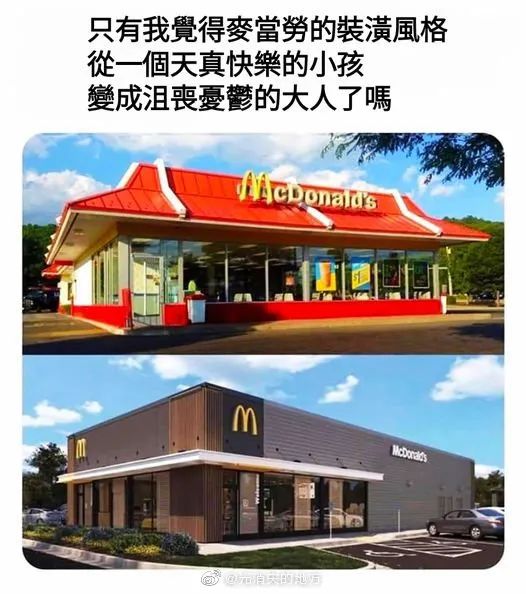 只有我覺得麥當勞的裝潢風格
從一個天真快樂的小孩
變成沮喪憂鬱的大人了嗎
McDonald's
M
M
McDonald's